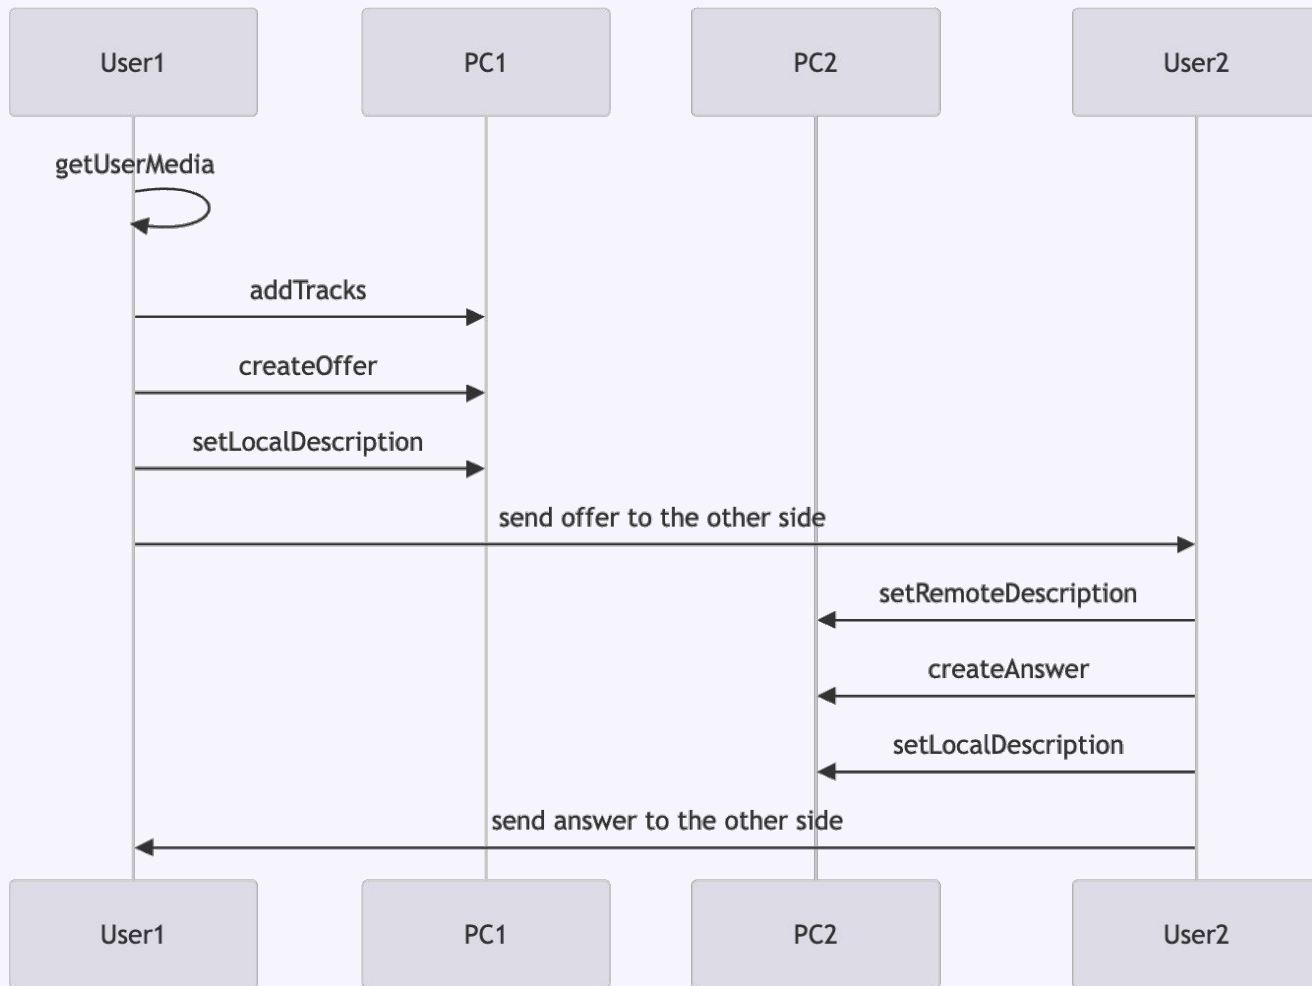 User1
PC1
PC2
User2
getUserMedia
addTracks
createOffer
setLocalDescription
send offer to the other side
setRemoteDescription
createAnswer
setLocalDescription
send answer to the other side
User1
PC1
PC2
User2